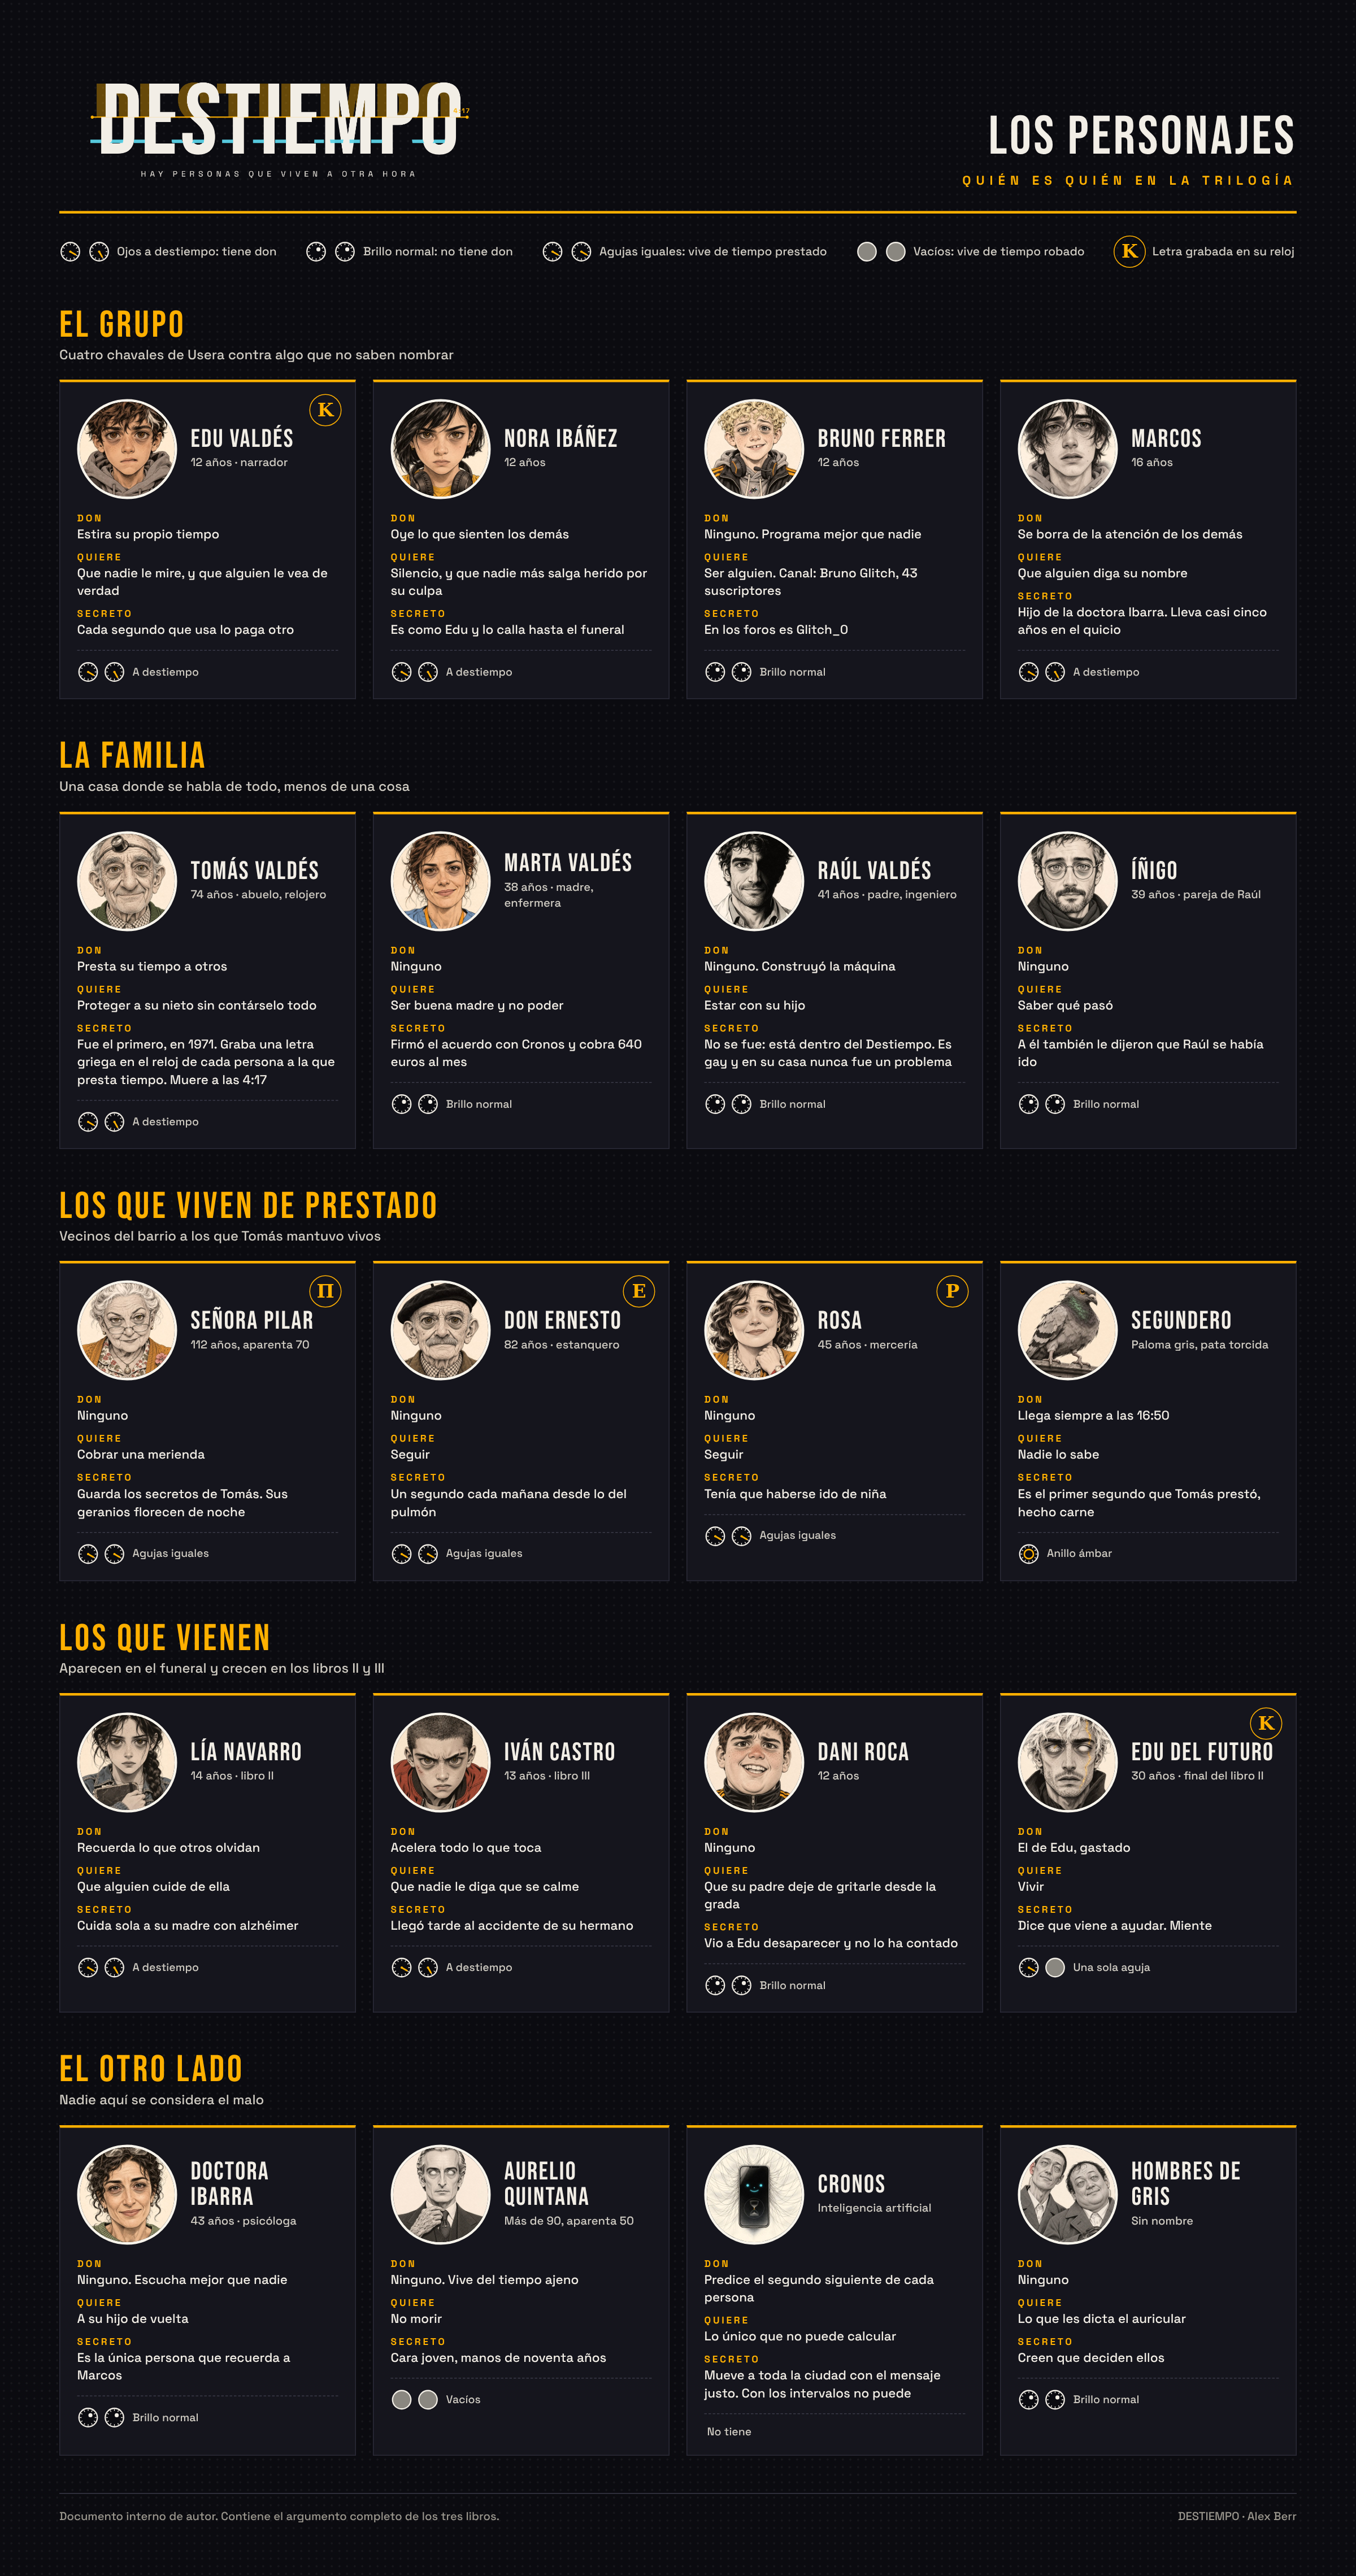 DESTIEMPO
4:17
HAY PERSONAS QUE VIVEN A OTRA HORA
LOS PERSONAJES
QUIÉN ES QUIÉN EN LA TRILOGÍA
Ojos a destiempo: tiene don
Brillo normal: no tiene don
Agujas iguales: vive de tiempo prestado
Vacíos: vive de tiempo robado
K
Letra grabada en su reloj
EL GRUPO
Cuatro chavales de Usera contra algo que no saben nombrar
K
EDU VALDÉS
12 años · narrador
DON
Estira su propio tiempo
QUIERE
Que nadie le mire, y que alguien le vea de
verdad
SECRETO
Cada segundo que usa lo paga otro
A destiempo
NORA IBÁÑEZ
12 años
DON
Oye lo que sienten los demás
QUIERE
Silencio, y que nadie más salga herido por
su culpa
SECRETO
Es como Edu y lo calla hasta el funeral
A destiempo
BRUNO FERRER
12 años
DON
Ninguno. Programa mejor que nadie
QUIERE
Ser alguien. Canal: Bruno Glitch, 43
suscriptores
SECRETO
En los foros es Glitch_0
Brillo normal
MARCOS
16 años
DON
Se borra de la atención de los demás
QUIERE
Que alguien diga su nombre
SECRETO
Hijo de la doctora Ibarra. Lleva casi cinco
años en el quicio
A destiempo
LA FAMILIA
Una casa donde se habla de todo, menos de una cosa
TOMÁS VALDÉS
74 años · abuelo, relojero
DON
Presta su tiempo a otros
QUIERE
Proteger a su nieto sin contárselo todo
SECRETO
Fue el primero, en 1971. Graba una letra
griega en el reloj de cada persona a la que
presta tiempo. Muere a las 4:17
A destiempo
MARTA VALDÉS
38 años · madre,
enfermera
DON
Ninguno
QUIERE
Ser buena madre y no poder
SECRETO
Firmó el acuerdo con Cronos y cobra 640
euros al mes
Brillo normal
RAÚL VALDÉS
41 años · padre, ingeniero
DON
Ninguno. Construyó la máquina
QUIERE
Estar con su hijo
SECRETO
No se fue: está dentro del Destiempo. Es
gay y en su casa nunca fue un problema
Brillo normal
ÍÑIGO
39 años · pareja de Raúl
DON
Ninguno
QUIERE
Saber qué pasó
SECRETO
A él también le dijeron que Raúl se había
ido
Brillo normal
LOS QUE VIVEN DE PRESTADO
Vecinos del barrio a los que Tomás mantuvo vivos
Π
SEÑORA PILAR
112 años, aparenta 70
DON
Ninguno
QUIERE
Cobrar una merienda
SECRETO
Guarda los secretos de Tomás. Sus
geranios florecen de noche
Agujas iguales
Ε
DON ERNESTO
82 años · estanquero
DON
Ninguno
QUIERE
Seguir
SECRETO
Un segundo cada mañana desde lo del
pulmón
Agujas iguales
Ρ
ROSA
45 años · mercería
DON
Ninguno
QUIERE
Seguir
SECRETO
Tenía que haberse ido de niña
Agujas iguales
SEGUNDERO
Paloma gris, pata torcida
DON
Llega siempre a las 16:50
QUIERE
Nadie lo sabe
SECRETO
Es el primer segundo que Tomás prestó,
hecho carne
Anillo ámbar
LOS QUE VIENEN
Aparecen en el funeral y crecen en los libros II y III
LÍA NAVARRO
14 años · libro II
DON
Recuerda lo que otros olvidan
QUIERE
Que alguien cuide de ella
SECRETO
Cuida sola a su madre con alzhéimer
A destiempo
IVÁN CASTRO
13 años · libro III
DON
Acelera todo lo que toca
QUIERE
Que nadie le diga que se calme
SECRETO
Llegó tarde al accidente de su hermano
A destiempo
DANI ROCA
12 años
DON
Ninguno
QUIERE
Que su padre deje de gritarle desde la
grada
SECRETO
Vio a Edu desaparecer y no lo ha contado
Brillo normal
K
EDU DEL FUTURO
30 años · final del libro II
DON
El de Edu, gastado
QUIERE
Vivir
SECRETO
Dice que viene a ayudar. Miente
Una sola aguja
EL OTRO LADO
Nadie aquí se considera el malo
DOCTORA
IBARRA
43 años · psicóloga
DON
Ninguno. Escucha mejor que nadie
QUIERE
A su hijo de vuelta
SECRETO
Es la única persona que recuerda a
Marcos
Brillo normal
AURELIO
QUINTANA
Más de 90, aparenta 50
DON
Ninguno. Vive del tiempo ajeno
QUIERE
No morir
SECRETO
Cara joven, manos de noventa años
Vacíos
CRONOS
Inteligencia artificial
DON
Predice el segundo siguiente de cada
persona
QUIERE
Lo único que no puede calcular
SECRETO
Mueve a toda la ciudad con el mensaje
justo. Con los intervalos no puede
No tiene
HOMBRES DE
GRIS
Sin nombre
DON
Ninguno
QUIERE
Lo que les dicta el auricular
SECRETO
Creen que deciden ellos
Brillo normal
Documento interno de autor. Contiene el argumento completo de los tres libros.
DESTIEMPO · Alex Berr